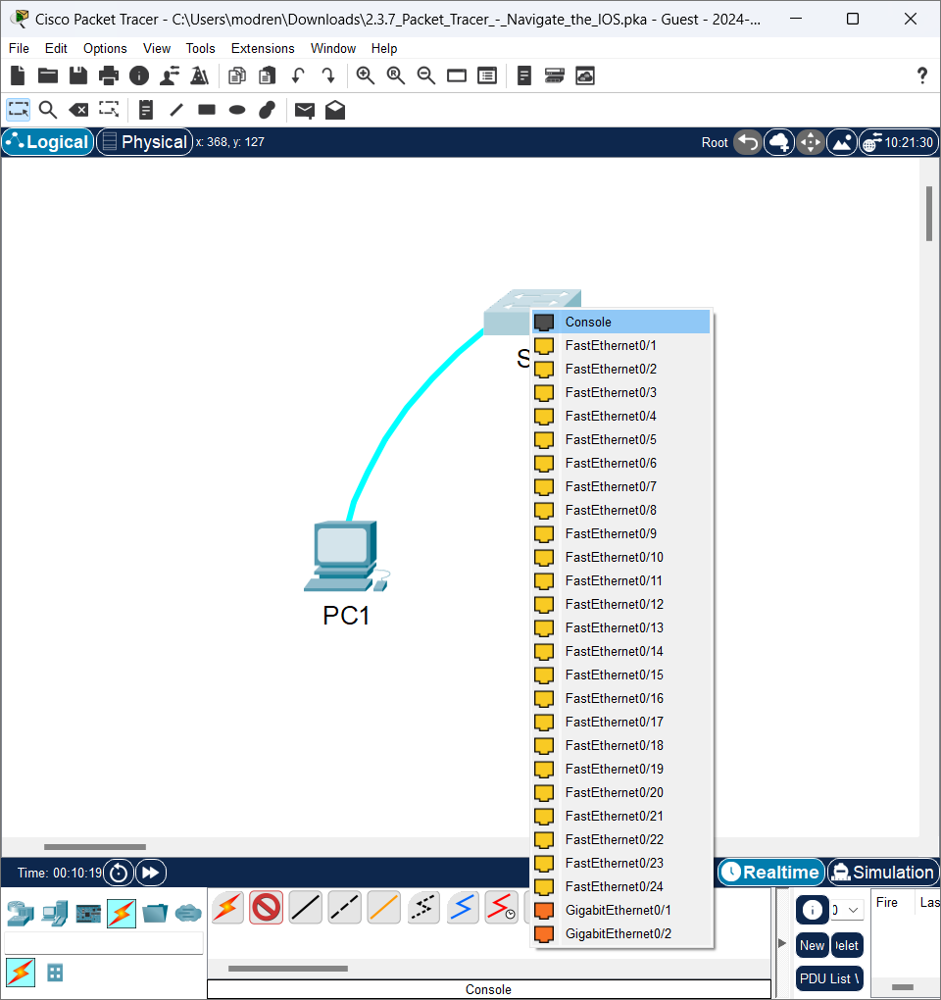 Cisco Packet Tracer - C:\Users\modren\Downloads\2.3.7_Packet_Tracer_-_Navigate_the_IOS.pka - Guest - 2024-...
File Edit Options View Tools Extensions Window Help
Logical Physical x: 368, y: 127 Root 10:21:30
Console
FastEthernet0/1
S
FastEthernet0/2
FastEthernet0/3
FastEthernet0/4
FastEthernet0/5
FastEthernet0/6
FastEthernet0/7
FastEthernet0/8
FastEthernet0/9
FastEthernet0/10
FastEthernet0/11
FastEthernet0/12
PC1
FastEthernet0/13
FastEthernet0/14
FastEthernet0/15
FastEthernet0/16
FastEthernet0/17
FastEthernet0/18
FastEthernet0/19
FastEthernet0/20
FastEthernet0/21
FastEthernet0/22
FastEthernet0/23
FastEthernet0/24
GigabitEthernet0/1
GigabitEthernet0/2
Time: 00:10:19 Realtime Simulation
0 Fire Las
New elet
PDU List
Console